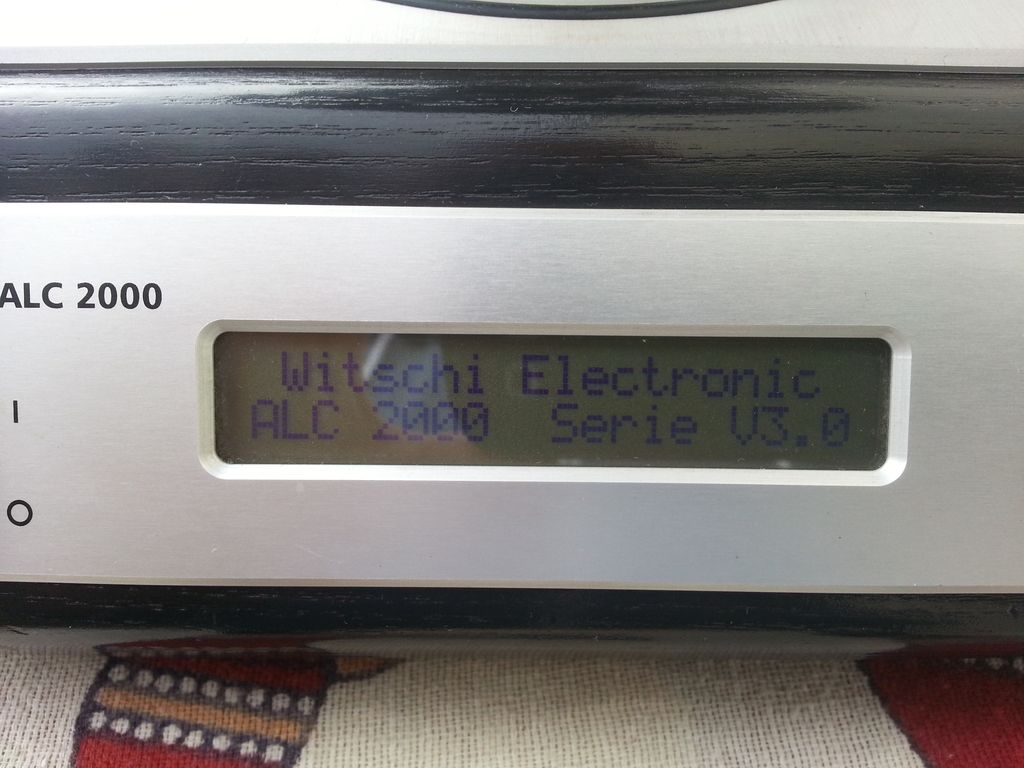 ALC 2000
Witschi Electronic
ALC 2000 Serie V3.0
I
O